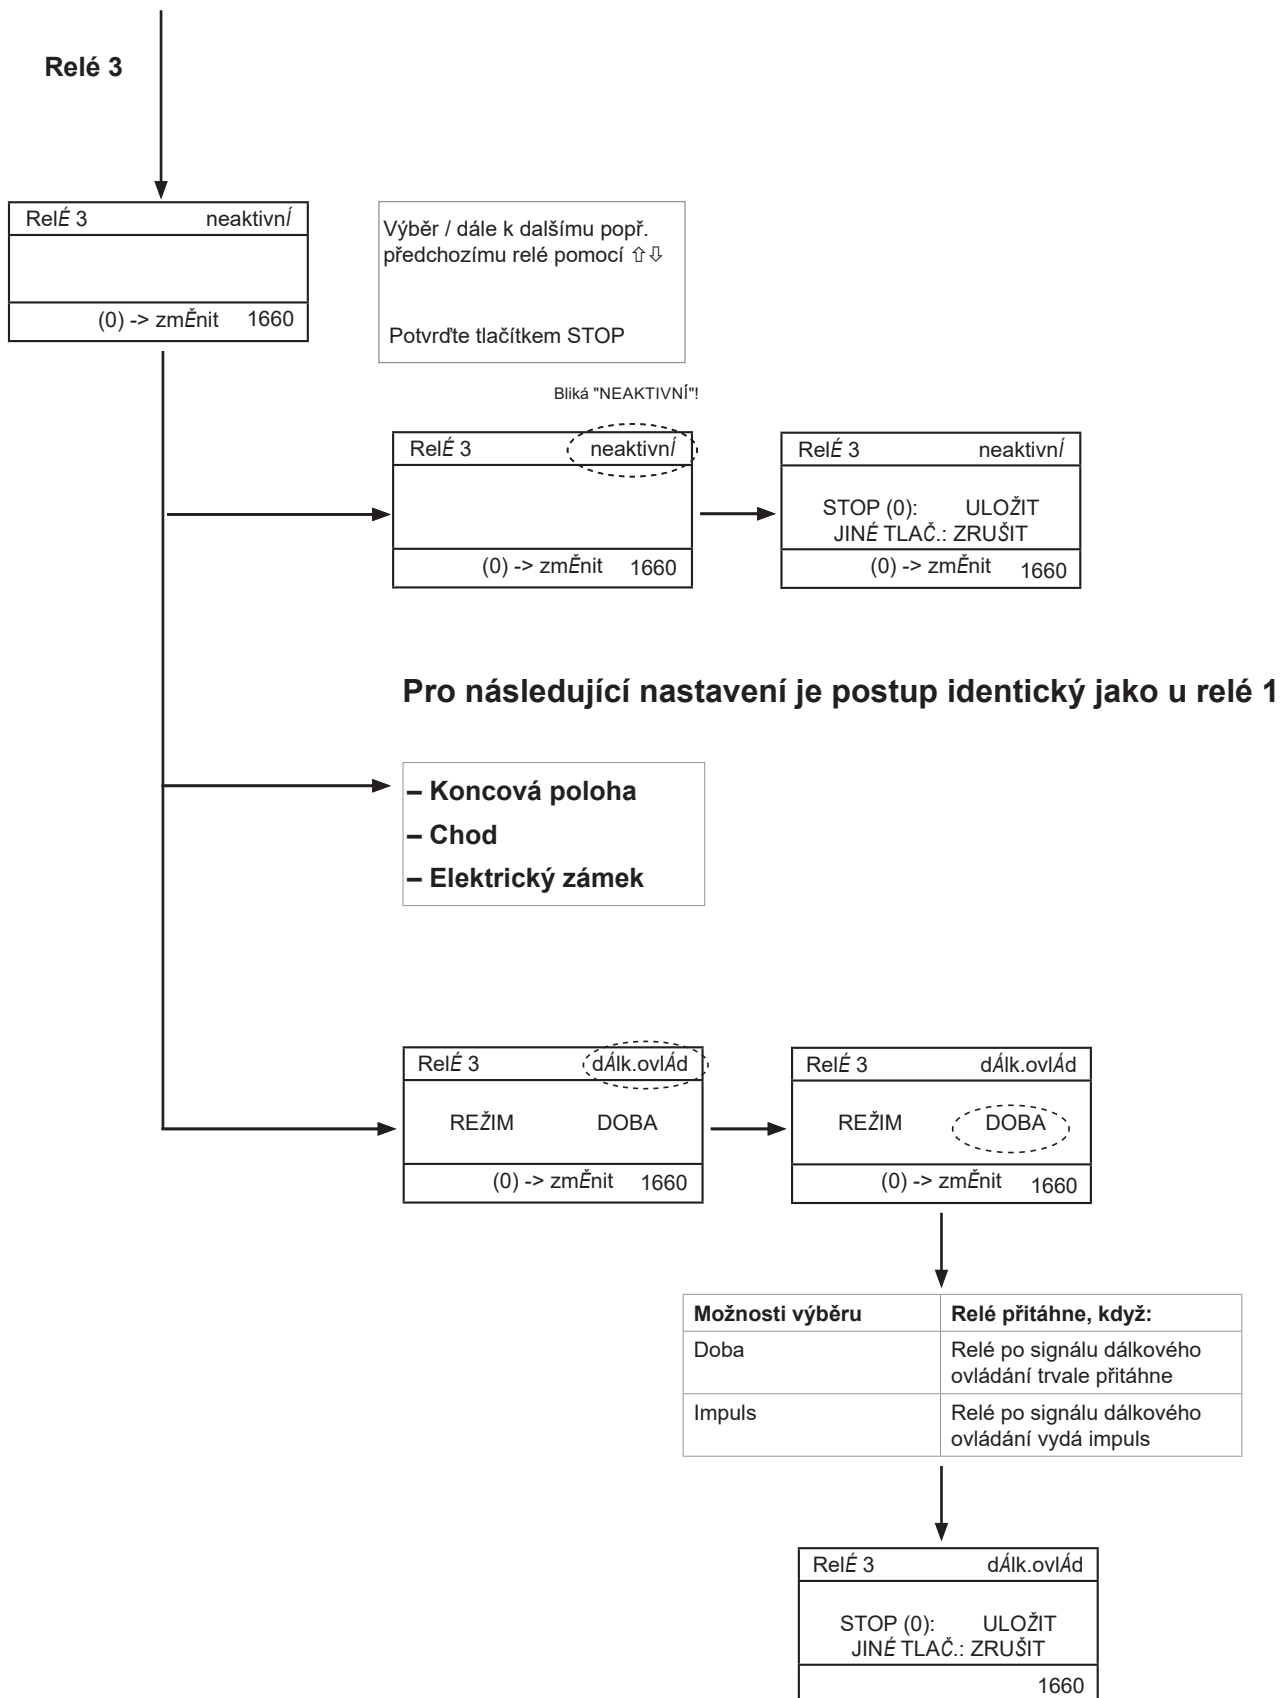 Relé 3
RelÉ 3 neaktivnÍ
(0) -> zmĚnit 1660
Výběr / dále k dalšímu popř.
předchozímu relé pomocí ⇧⇩
Potvrďte tlačítkem STOP
Bliká "NEAKTIVNÍ"!
RelÉ 3 neaktivnÍ
(0) -> zmĚnit 1660
RelÉ 3 neaktivnÍ
STOP (0): ULOŽIT
JINÉ TLAČ.: ZRUŠIT
(0) -> zmĚnit 1660
Pro následující nastavení je postup identický jako u relé 1
– Koncová poloha
– Chod
– Elektrický zámek
RelÉ 3 dÁlk.ovlÁd
REŽIM DOBA
(0) -> zmĚnit 1660
RelÉ 3 dÁlk.ovlÁd
REŽIM DOBA
(0) -> zmĚnit 1660
Možnosti výběru Relé přitáhne, když:
Doba Relé po signálu dálkového
ovládání trvale přitáhne
Impuls Relé po signálu dálkového
ovládání vydá impuls
RelÉ 3 dÁlk.ovlÁd
STOP (0): ULOŽIT
JINÉ TLAČ.: ZRUŠIT
1660